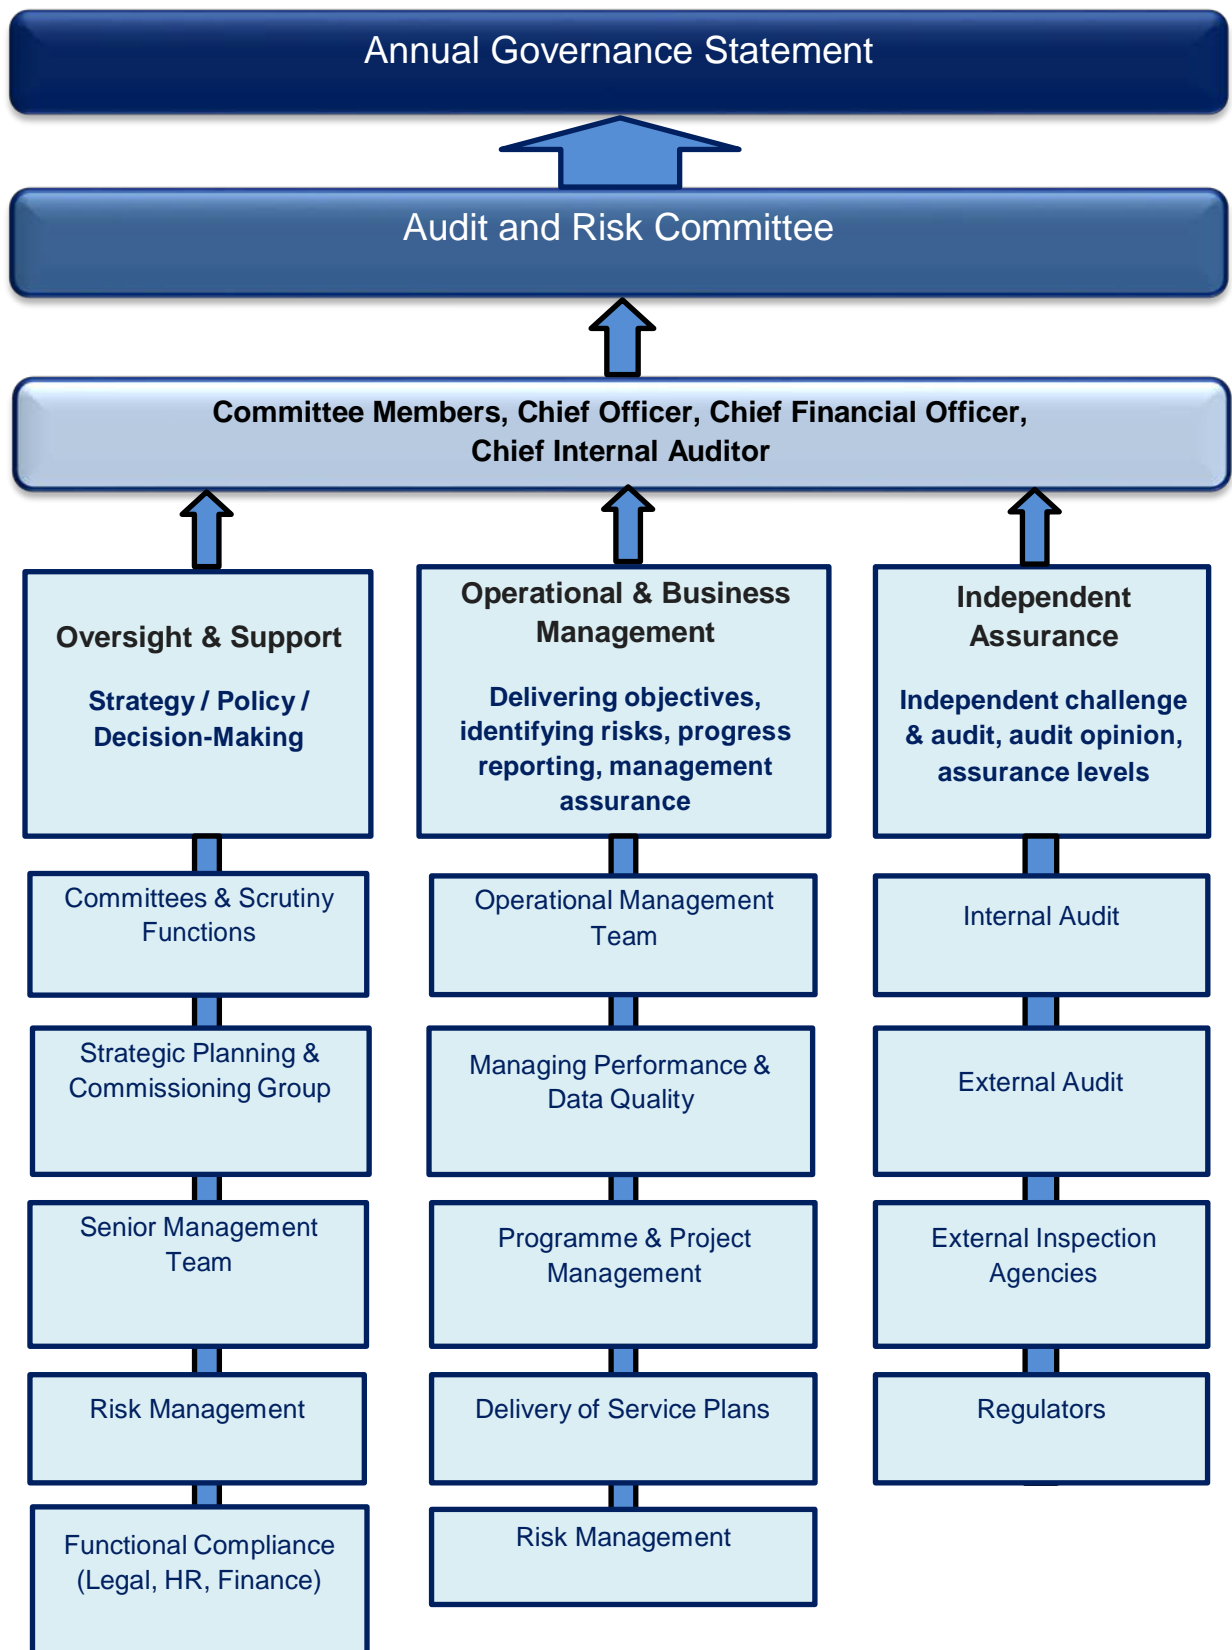 Annual Governance Statement
Audit and Risk Committee
Committee Members, Chief Officer, Chief Financial Officer,
Chief Internal Auditor
Oversight & Support
Strategy / Policy /
Decision-Making
Committees & Scrutiny
Functions
Strategic Planning &
Commissioning Group
Senior Management
Team
Risk Management
Functional Compliance
(Legal, HR, Finance)
Operational & Business
Management
Delivering objectives,
identifying risks, progress
reporting, management
assurance
Operational Management
Team
Managing Performance &
Data Quality
Programme & Project
Management
Delivery of Service Plans
Risk Management
Independent
Assurance
Independent challenge
& audit, audit opinion,
assurance levels
Internal Audit
External Audit
External Inspection
Agencies
Regulators